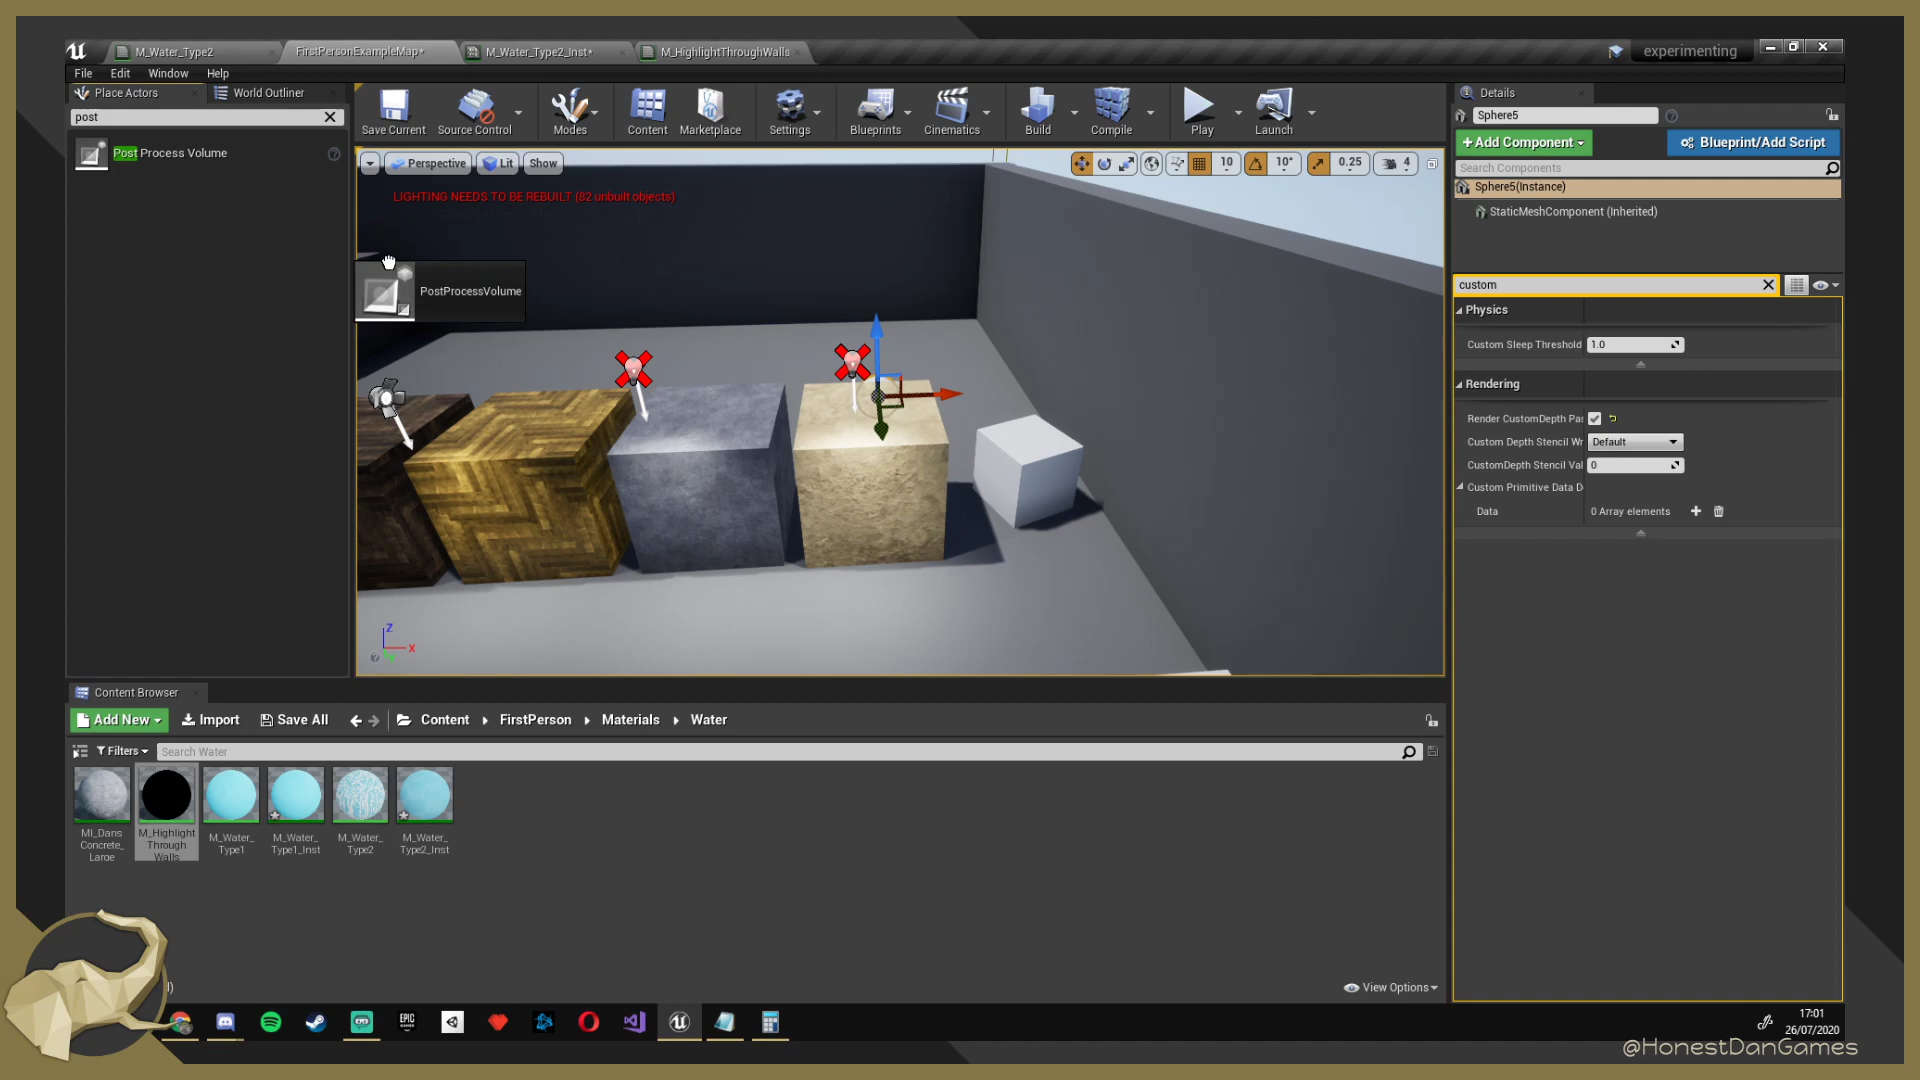 M_Water_Type2
FirstPersonExampleMap*
M_Water_Type2_Inst*
M_HighlightThroughWalls
experimenting
File
Edit
Window
Help
Place Actors
World Outliner
post
Post Process Volume
Save Current
Source Control
Modes
Content
Marketplace
Settings
Blueprints
Cinematics
Build
Compile
Play
Launch
Perspective
Lit
Show
10
10°
0.25
4
LIGHTING NEEDS TO BE REBUILT (82 unbuilt objects)
PostProcessVolume
Z
X
Details
Sphere5
+Add Component
Blueprint/Add Script
Search Components
Sphere5(Instance)
StaticMeshComponent (Inherited)
custom
Physics
Custom Sleep Threshold
1.0
Rendering
Render CustomDepth Pa
Custom Depth Stencil Wr
Default
CustomDepth Stencil Val
0
Custom Primitive Data D
Data
0 Array elements
Content Browser
Add New
Import
Save All
Content
FirstPerson
Materials
Water
Filters
Search Water
MI_Dans
Concrete_
Large
M_Highlight
Through
Walls
M_Water_
Type1
M_Water_
Type1_Inst
M_Water_
Type2
M_Water_
Type2_Inst
View Options
EPIC
GAMES
17:01
26/07/2020
@HonestDanGames